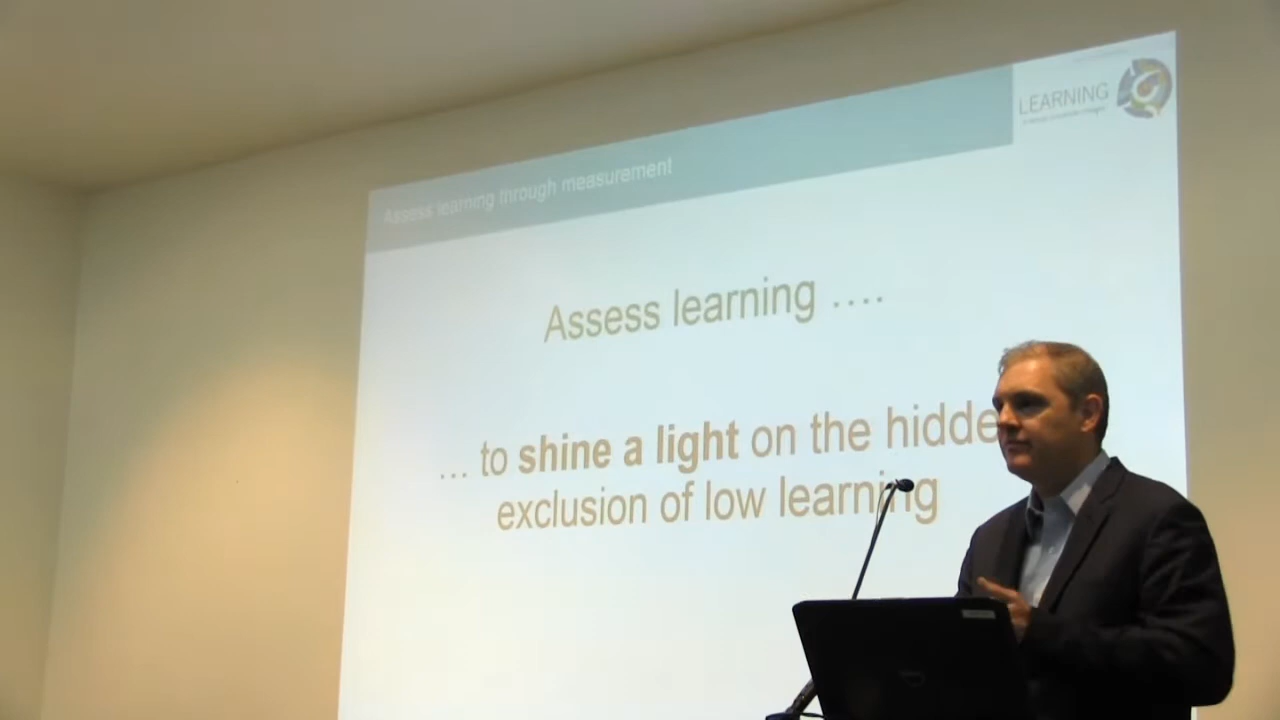 LEARNING
Assess learning through measurement
Assess learning ....
... to shine a light on the hidde
exclusion of low learning